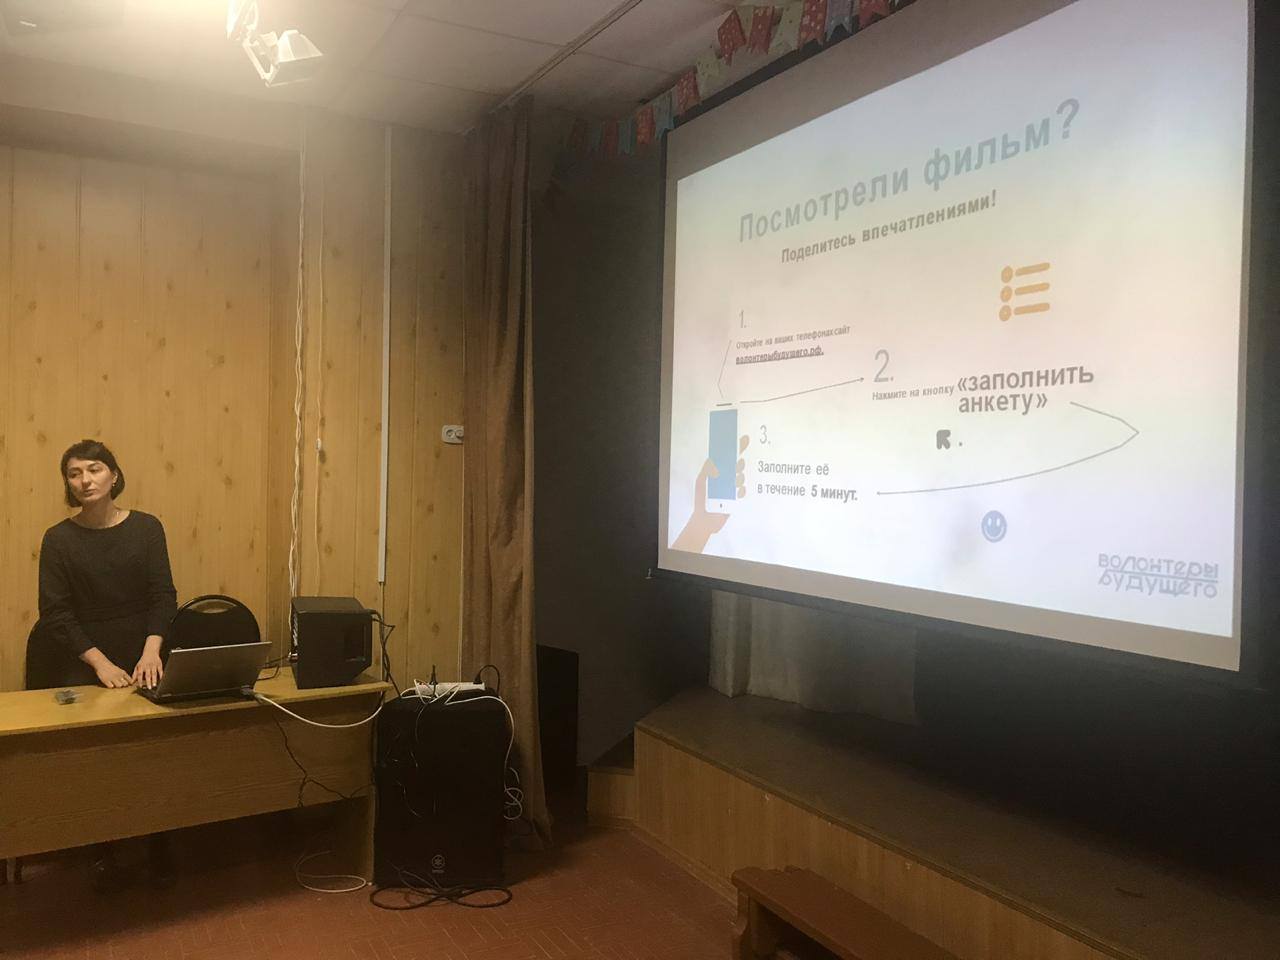 Посмотрели фильм?
Поделитесь впечатлениями!
1.
Откройте на ваших телефонах сайт
волонтерыбудущего.рф.
2.
Нажмите на кнопку «заполнить
анкету»
3.
Заполните её
в течение 5 минут.
волонтеры
будущего